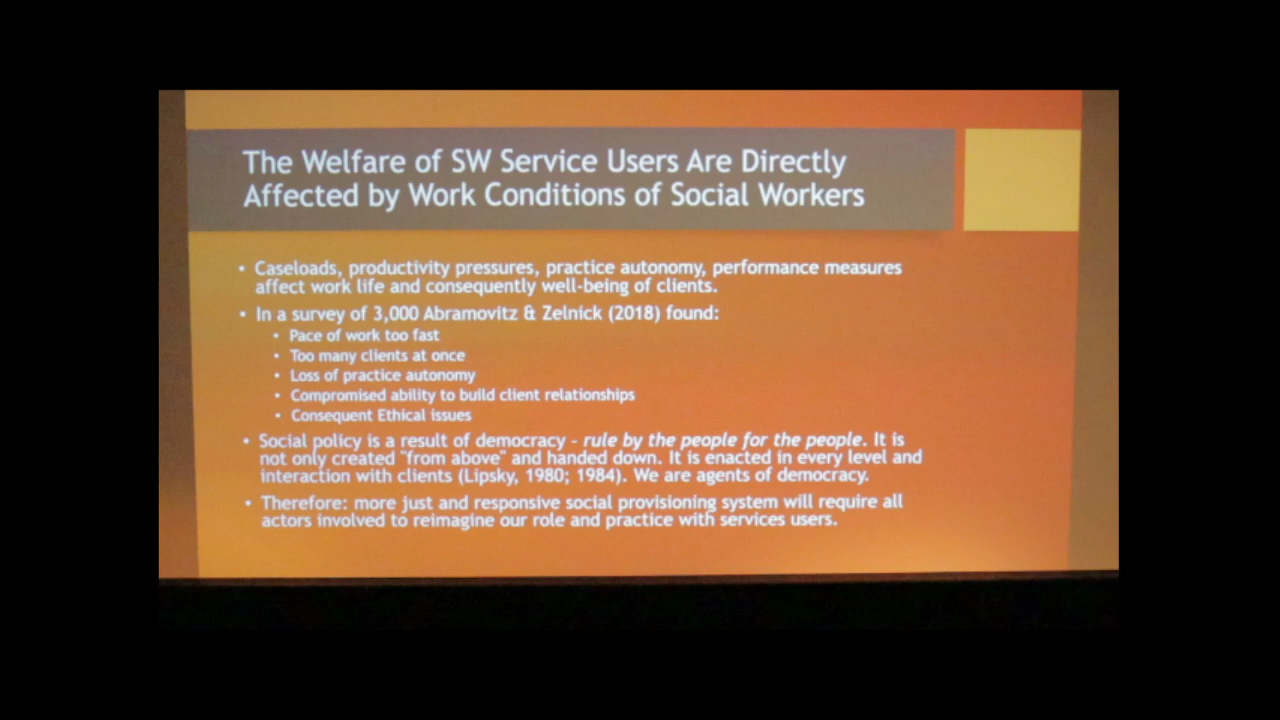 The Welfare of SW Service Users Are Directly
Affected by Work Conditions of Social Workers
• Caseloads, productivity pressures, practice autonomy, performance measures
affect work life and consequently well-being of clients.
• In a survey of 3,000 Abramovitz & Zelnick (2018) found:
• Pace of work too fast
• Too many clients at once
• Loss of practice autonomy
• Compromised ability to build client relationships
• Consequent Ethical issues
• Social policy is a result of democracy - rule by the people for the people. It is
not only created "from above" and handed down. It is enacted in every level and
interaction with clients (Lipsky, 1980; 1984). We are agents of democracy.
• Therefore: more just and responsive social provisioning system will require all
actors involved to reimagine our role and practice with services users.